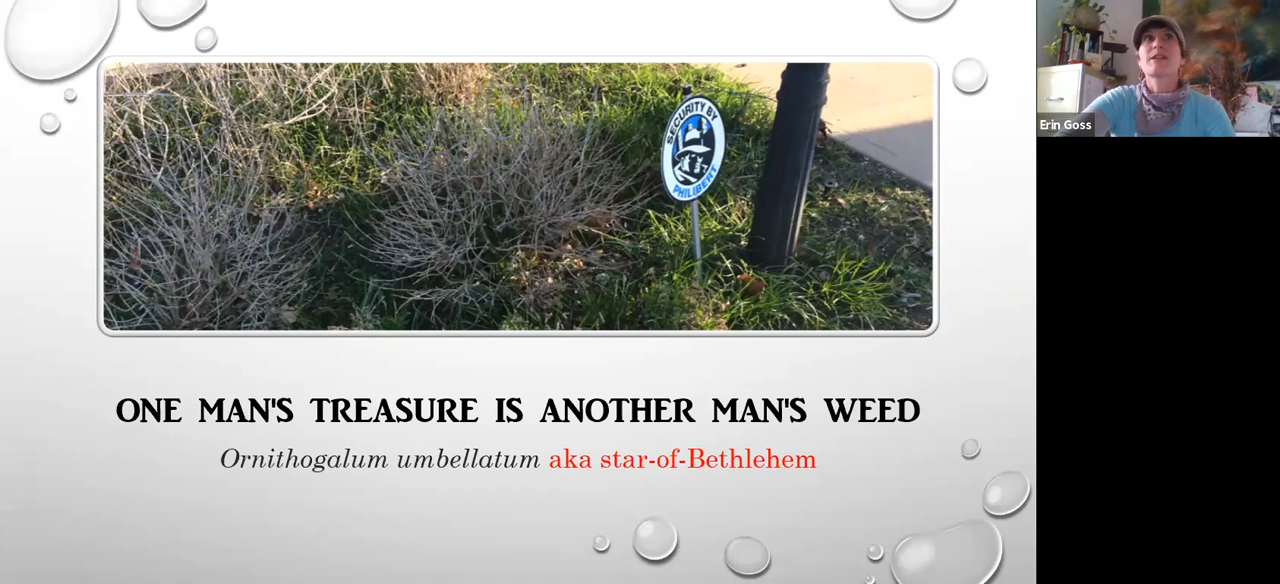 SECURITY BY
PHILIBERT
Erin Goss
ONE MAN'S TREASURE IS ANOTHER MAN'S WEED
Ornithogalum umbellatum aka star-of-Bethlehem